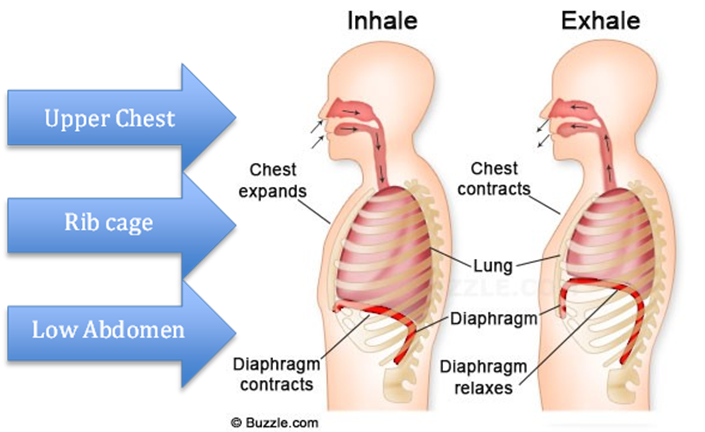 Inhale
Exhale
Upper Chest
Rib cage
Low Abdomen
Chest
expands
Chest
contracts
Lung
Diaphragm
Diaphragm
contracts
Diaphragm
relaxes
© Buzzle.com